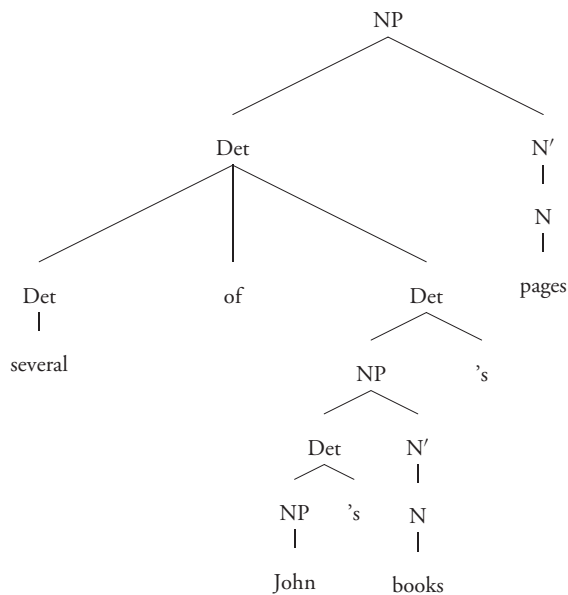 NP
Det N′
N
Det of Det pages
several
NP ’s
Det N′
NP ’s N
John books